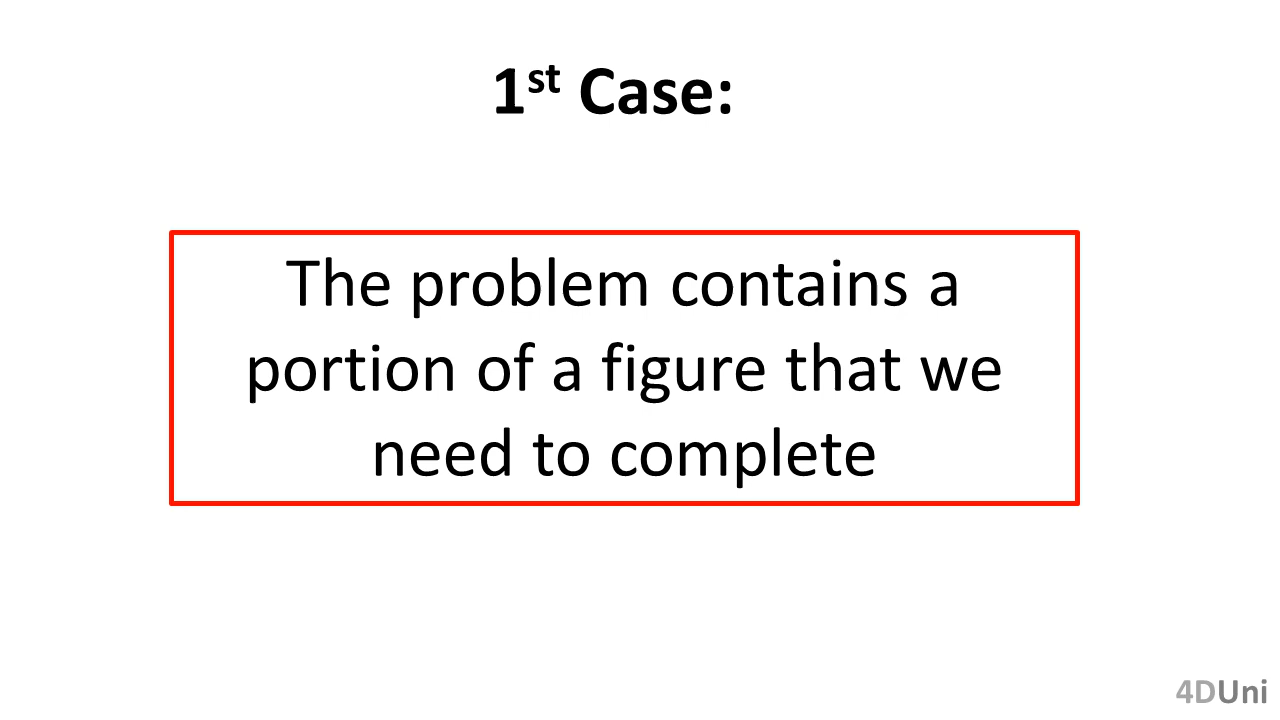 1st Case:
The problem contains a
portion of a figure that we
need to complete
4DUni